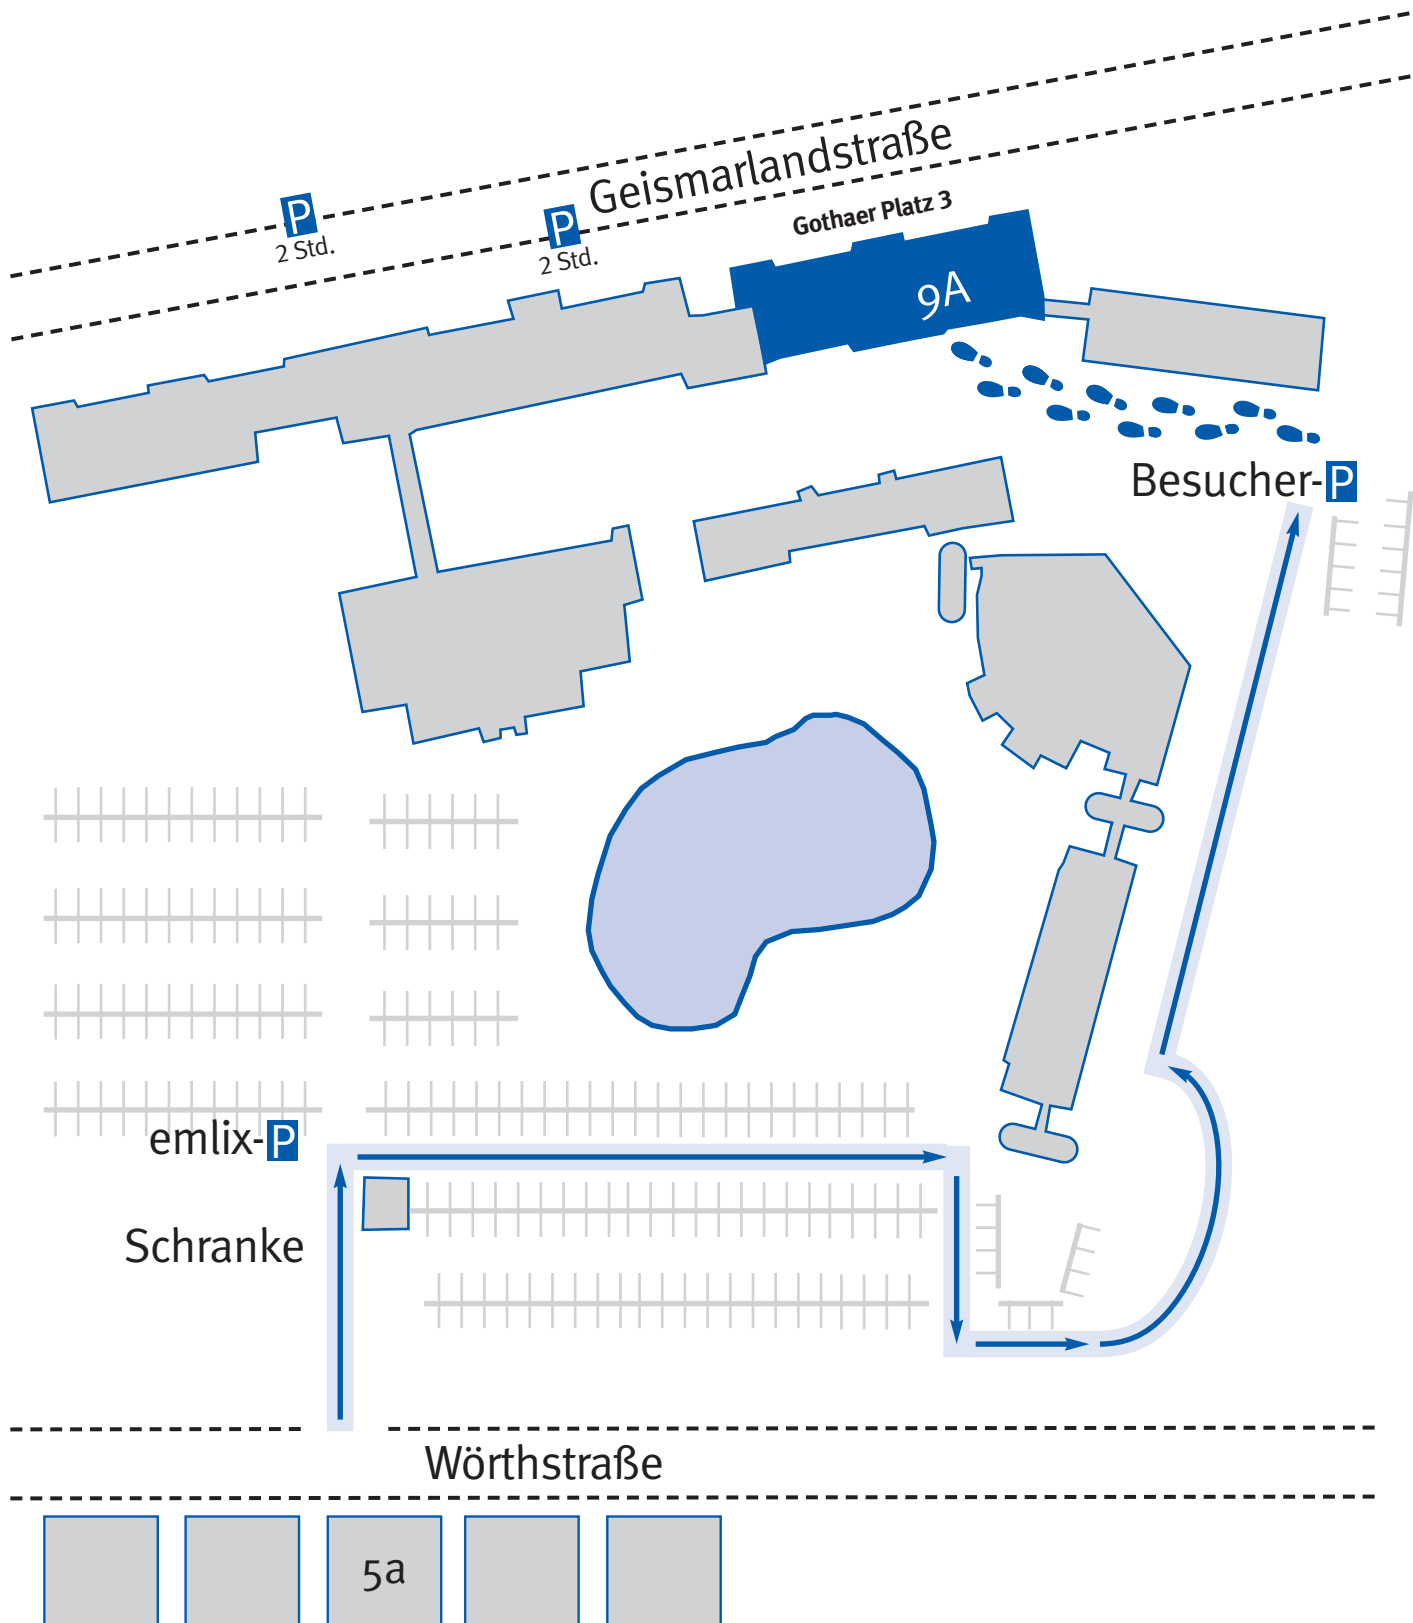 Geismarlandstraße
P
2 Std.
P
2 Std.
Gothaer Platz 3
9A
Besucher-P
emlix-P
Schranke
Wörthstraße
5a